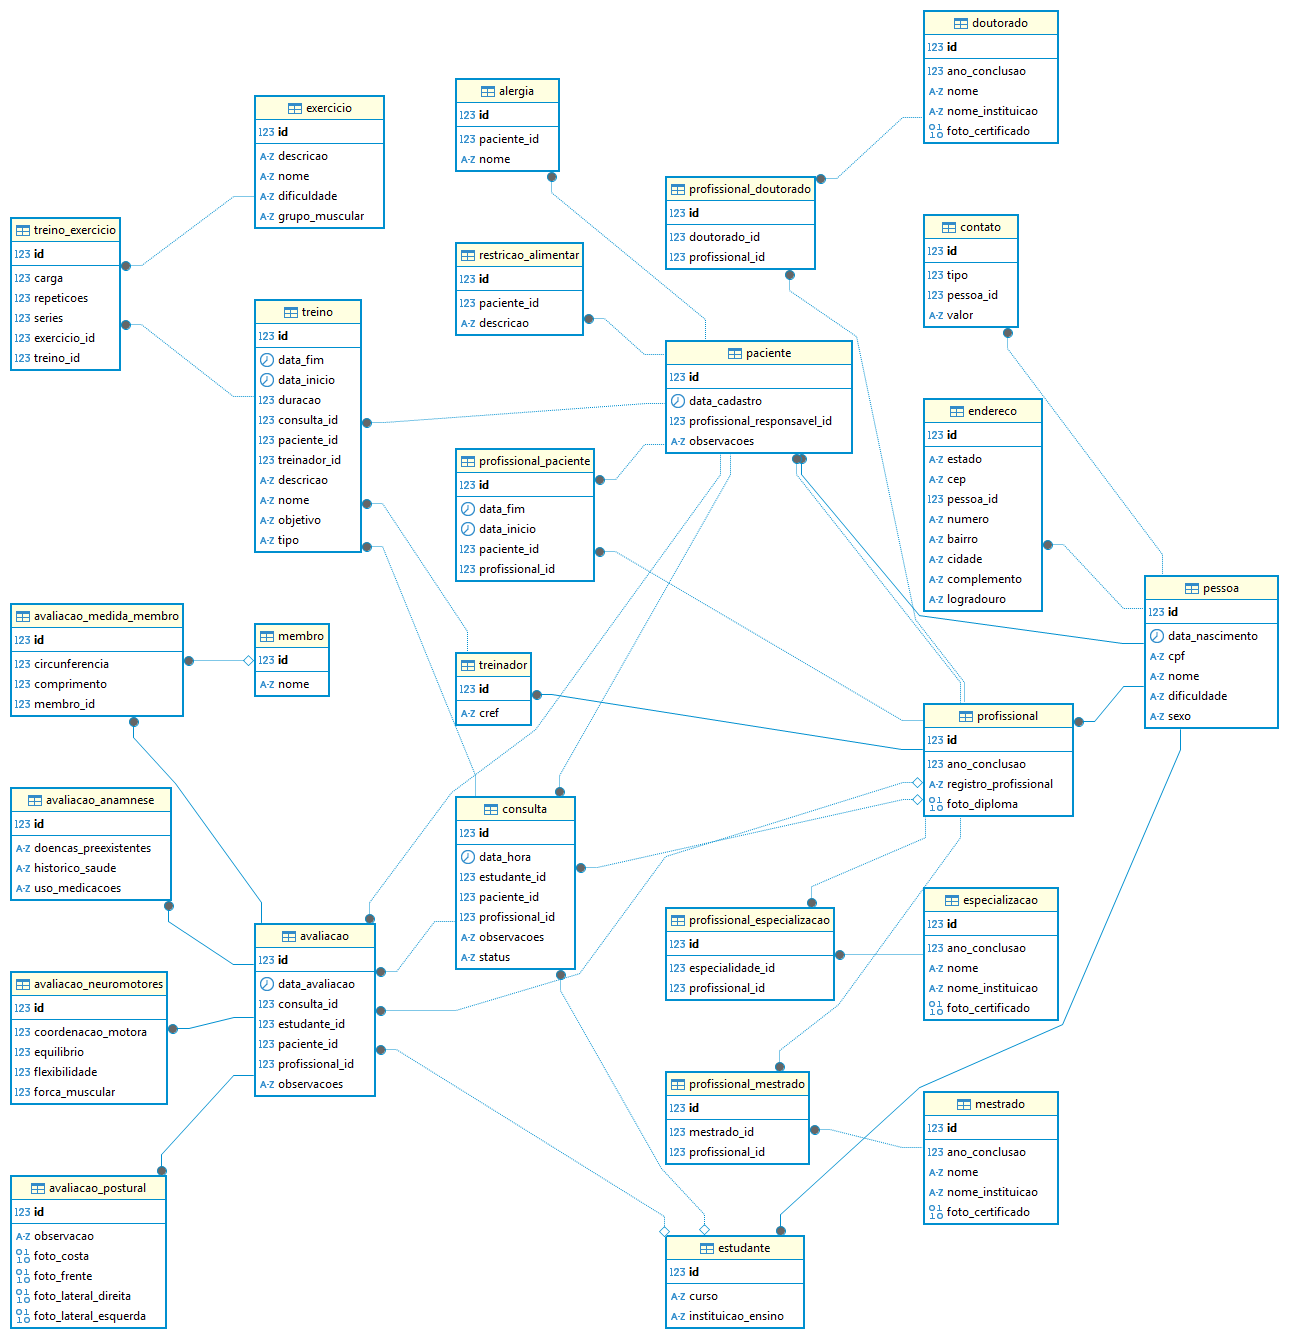 doutorado
123 id
123 ano_conclusao
A-Z nome
A-Z nome_instituicao
foto_certificado
alergia
123 id
123 paciente_id
A-Z nome
exercicio
123 id
A-Z descricao
A-Z nome
A-Z dificuldade
A-Z grupo_muscular
profissional_doutorado
123 id
123 doutorado_id
123 profissional_id
contato
123 id
123 tipo
123 pessoa_id
A-Z valor
treino_exercicio
123 id
123 carga
123 repeticoes
123 series
123 exercicio_id
123 treino_id
restricao_alimentar
123 id
123 paciente_id
A-Z descricao
treino
123 id
data_fim
data_inicio
123 duracao
123 consulta_id
123 paciente_id
123 treinador_id
A-Z descricao
A-Z nome
A-Z objetivo
A-Z tipo
paciente
123 id
data_cadastro
123 profissional_responsavel_id
A-Z observacoes
endereco
123 id
A-Z estado
A-Z cep
123 pessoa_id
A-Z numero
A-Z bairro
A-Z cidade
A-Z complemento
A-Z logradouro
profissional_paciente
123 id
data_fim
data_inicio
123 paciente_id
123 profissional_id
pessoa
123 id
data_nascimento
A-Z cpf
A-Z nome
A-Z dificuldade
A-Z sexo
avaliacao_medida_membro
123 id
123 circunferencia
123 comprimento
123 membro_id
membro
123 id
A-Z nome
treinador
123 id
A-Z cref
profissional
123 id
123 ano_conclusao
A-Z registro_profissional
foto_diploma
avaliacao_anamnese
123 id
A-Z doencas_preexistentes
A-Z historico_saude
A-Z uso_medicacoes
consulta
123 id
data_hora
123 estudante_id
123 paciente_id
123 profissional_id
A-Z observacoes
A-Z status
avaliacao
123 id
data_avaliacao
123 consulta_id
123 estudante_id
123 paciente_id
123 profissional_id
A-Z observacoes
profissional_especializacao
123 id
123 especialidade_id
123 profissional_id
especializacao
123 id
123 ano_conclusao
A-Z nome
A-Z nome_instituicao
foto_certificado
avaliacao_neuromotores
123 id
123 coordenacao_motora
123 equilibrio
123 flexibilidade
123 forca_muscular
profissional_mestrado
123 id
123 mestrado_id
123 profissional_id
mestrado
123 id
123 ano_conclusao
A-Z nome
A-Z nome_instituicao
foto_certificado
avaliacao_postural
123 id
A-Z observacao
foto_costa
foto_frente
foto_lateral_direita
foto_lateral_esquerda
estudante
123 id
A-Z curso
A-Z instituicao_ensino